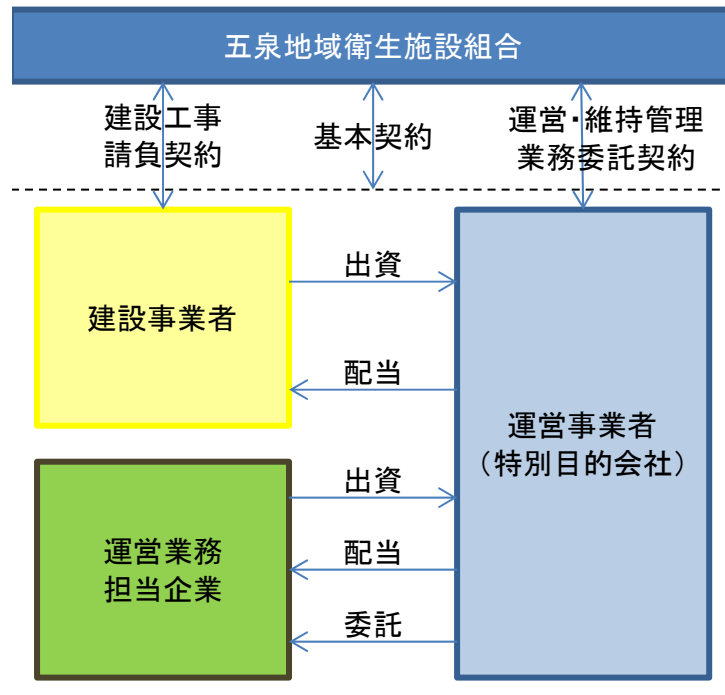 五泉地域衛生施設組合
建設工事
請負契約
基本契約
運営・維持管理
業務委託契約
建設事業者
出資
配当
運営事業者
（特別目的会社）
運営業務
担当企業
出資
配当
委託